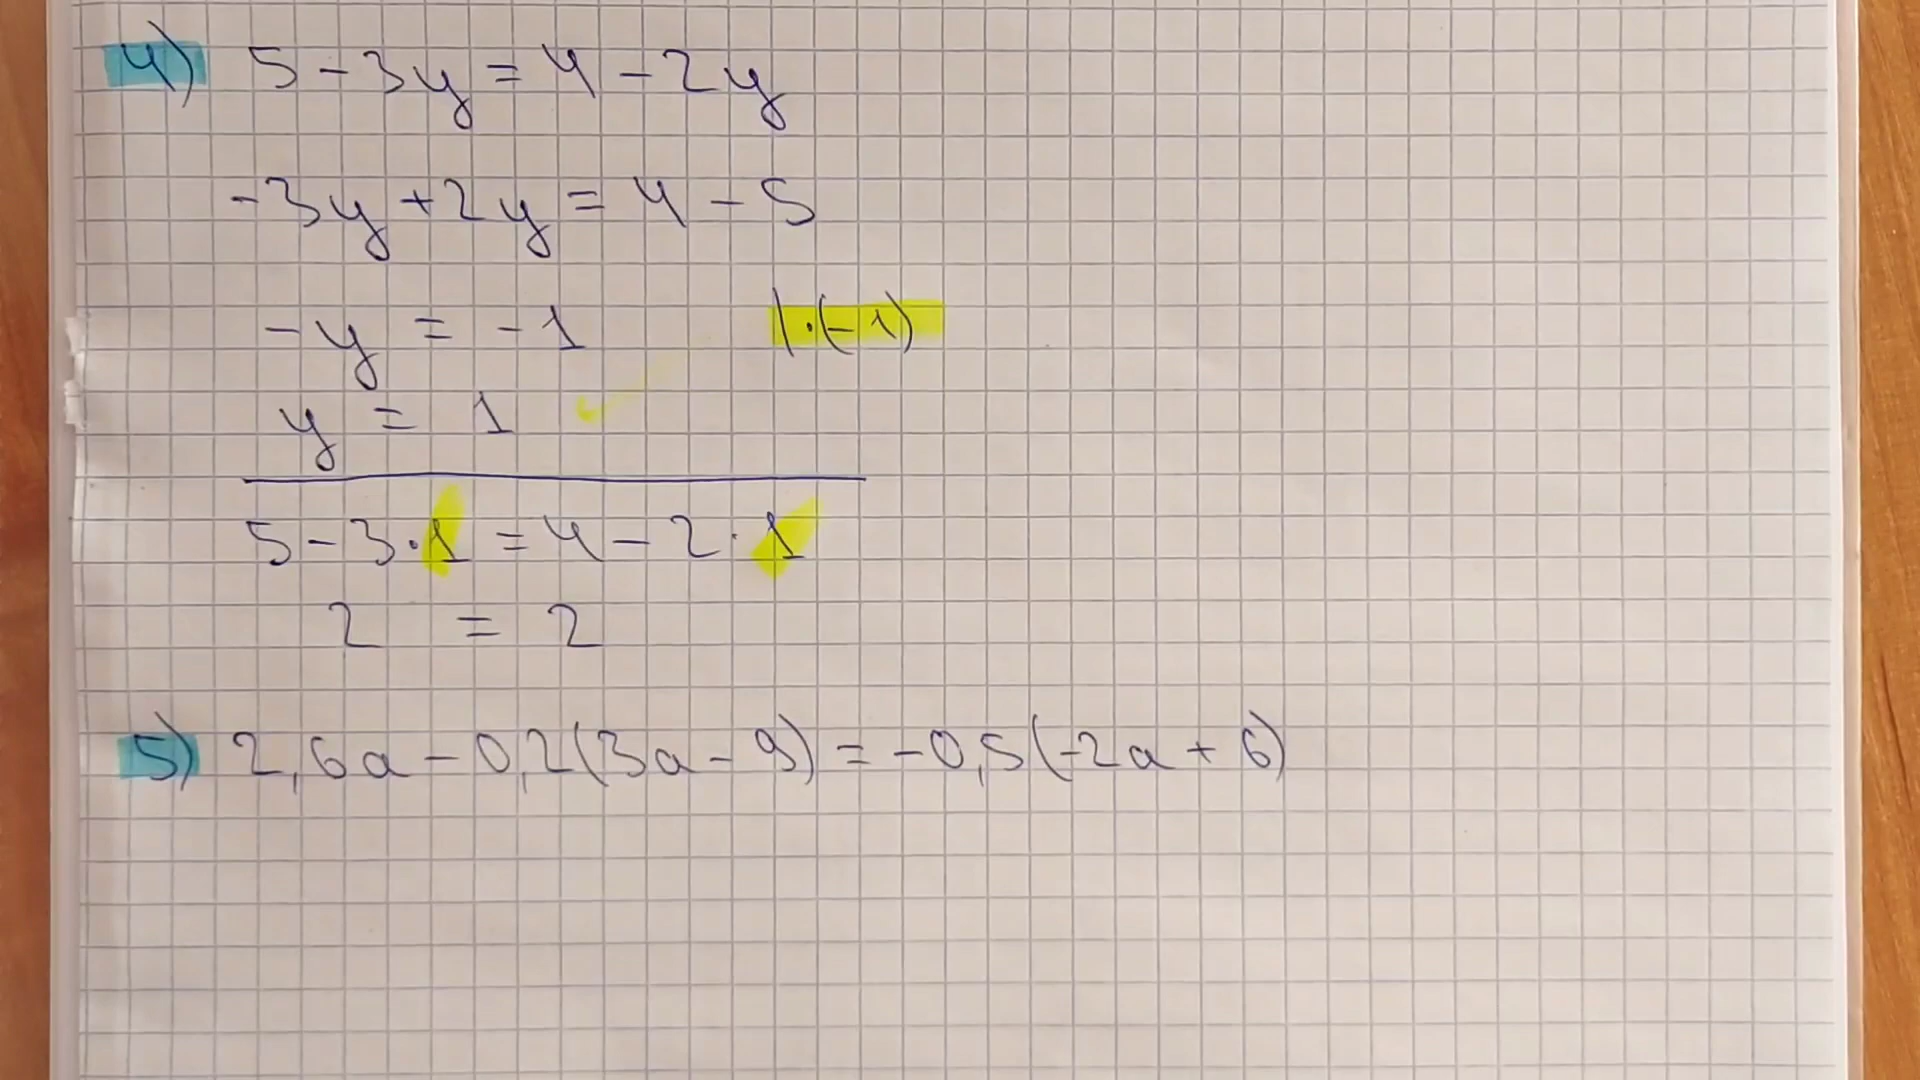 4) 5 - 3y = 4 - 2y
-3y + 2y = 4 - 5
-y = -1 |·(-1)
y = 1 ✓
5 - 3·1 = 4 - 2·1
2 = 2
5) 2,6a - 0,2(3a - 9) = -0,5(-2a + 6)